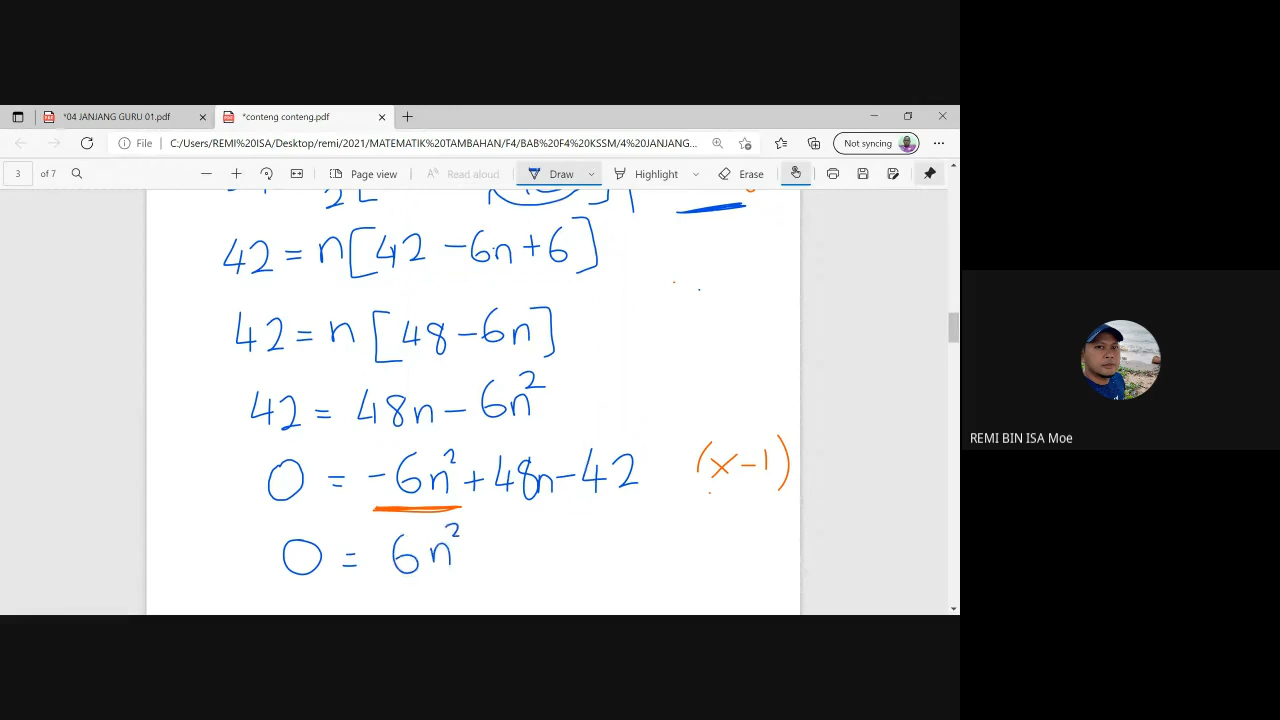 *04 JANJANG GURU 01.pdf
*conteng conteng.pdf
File C:/Users/REMI%20ISA/Desktop/remi/2021/MATEMATIK%20TAMBAHAN/F4/BAB%20F4%20KSSM/4%20JANJANG... Not syncing
3 of 7 Page view Read aloud Draw Highlight Erase
42 = n[42 - 6n + 6]
42 = n[48 - 6n]
42 = 48n - 6n²
0 = -6n² + 48n - 42 (x - 1)
0 = 6n²
REMI BIN ISA Moe